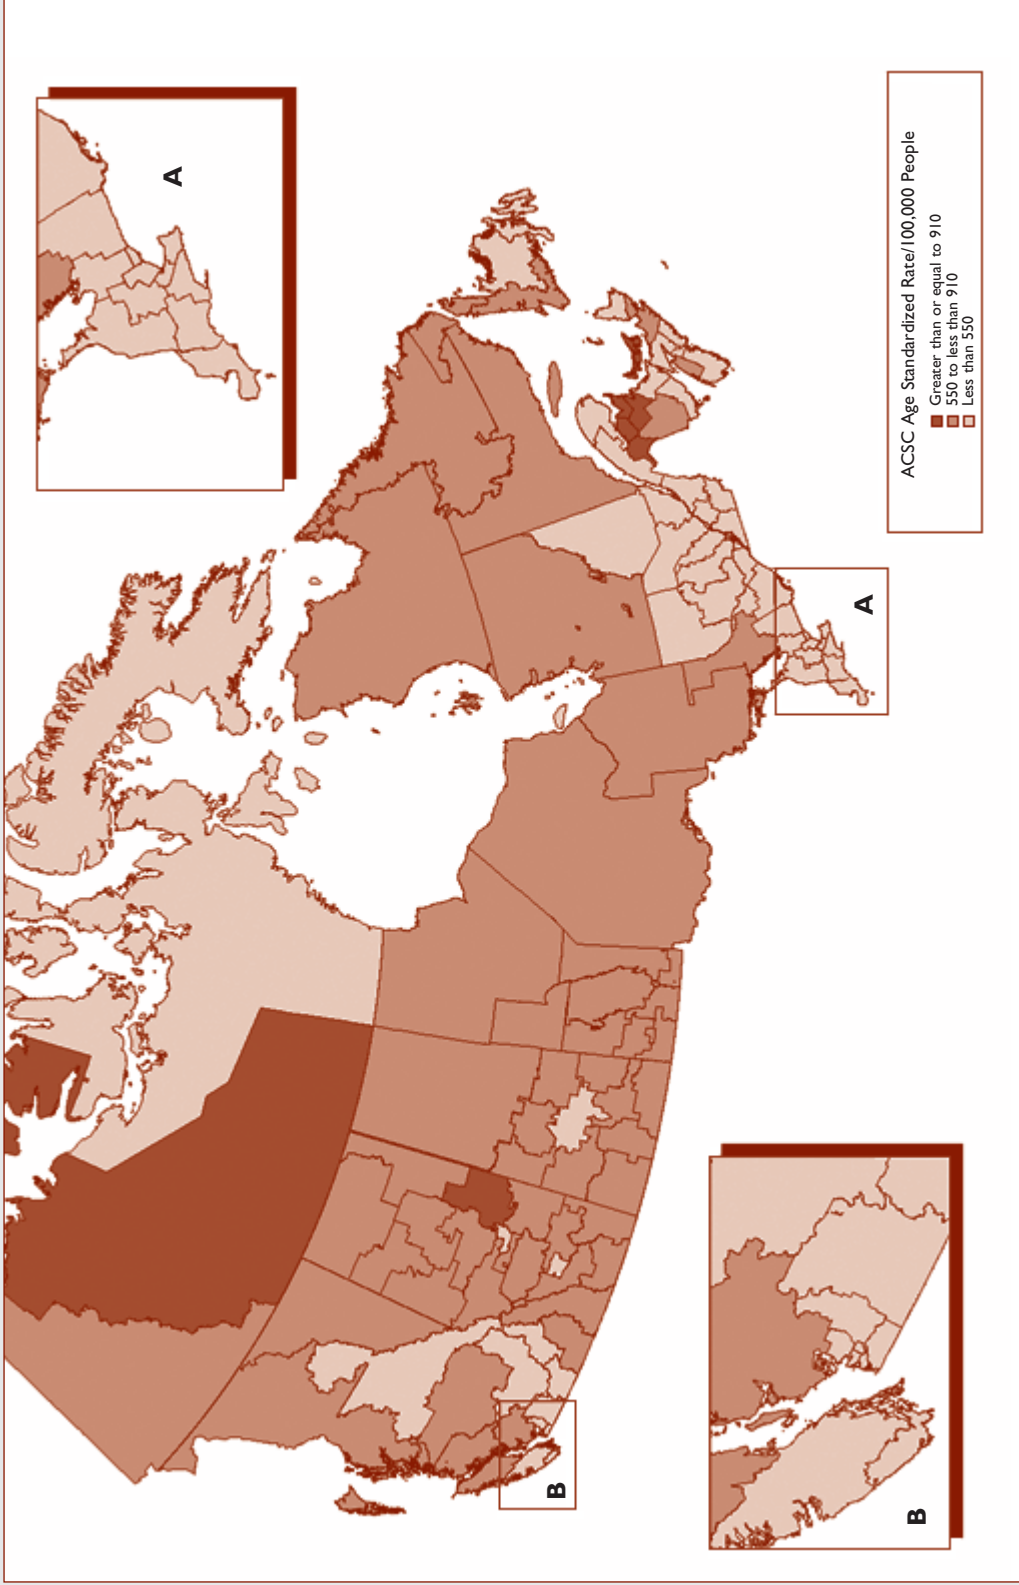 A
ACSC Age Standardized Rate/100,000 People
Greater than or equal to 910
550 to less than 910
Less than 550
A
B
B